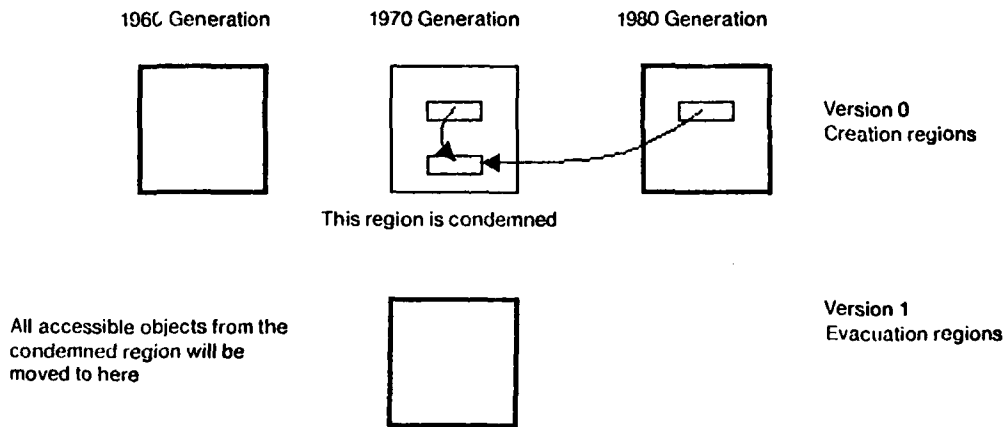 1960 Generation
1970 Generation
1980 Generation
Version 0
Creation regions
This region is condemned
All accessible objects from the
condemned region will be
moved to here
Version 1
Evacuation regions